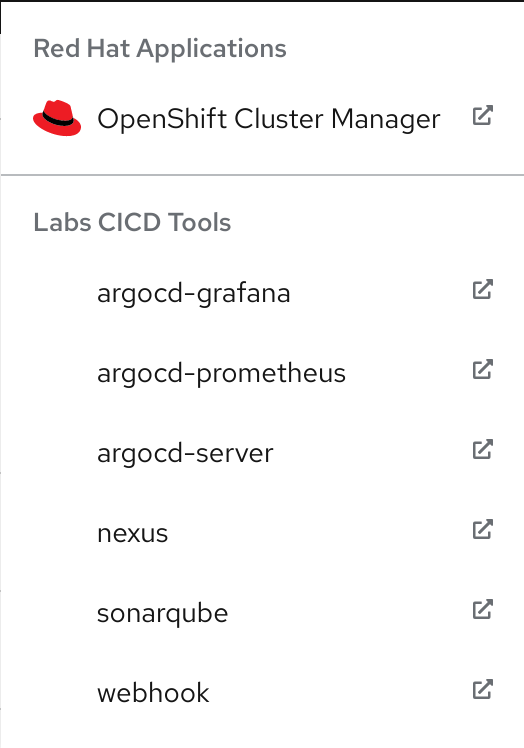 Red Hat Applications
OpenShift Cluster Manager
Labs CICD Tools
argocd-grafana
argocd-prometheus
argocd-server
nexus
sonarqube
webhook